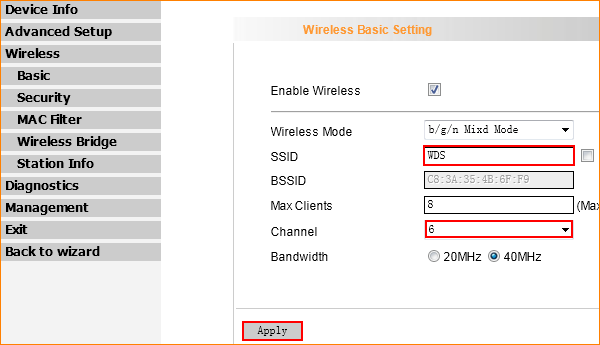 Device Info
Advanced Setup
Wireless
Basic
Security
MAC Filter
Wireless Bridge
Station Info
Diagnostics
Management
Exit
Back to wizard
Wireless Basic Setting
Enable Wireless
Wireless Mode b/g/n Mixd Mode
SSID WDS
BSSID C8:3A:35:4B:6F:F9
Max Clients 8 (Max
Channel 6
Bandwidth 20MHz 40MHz
Apply